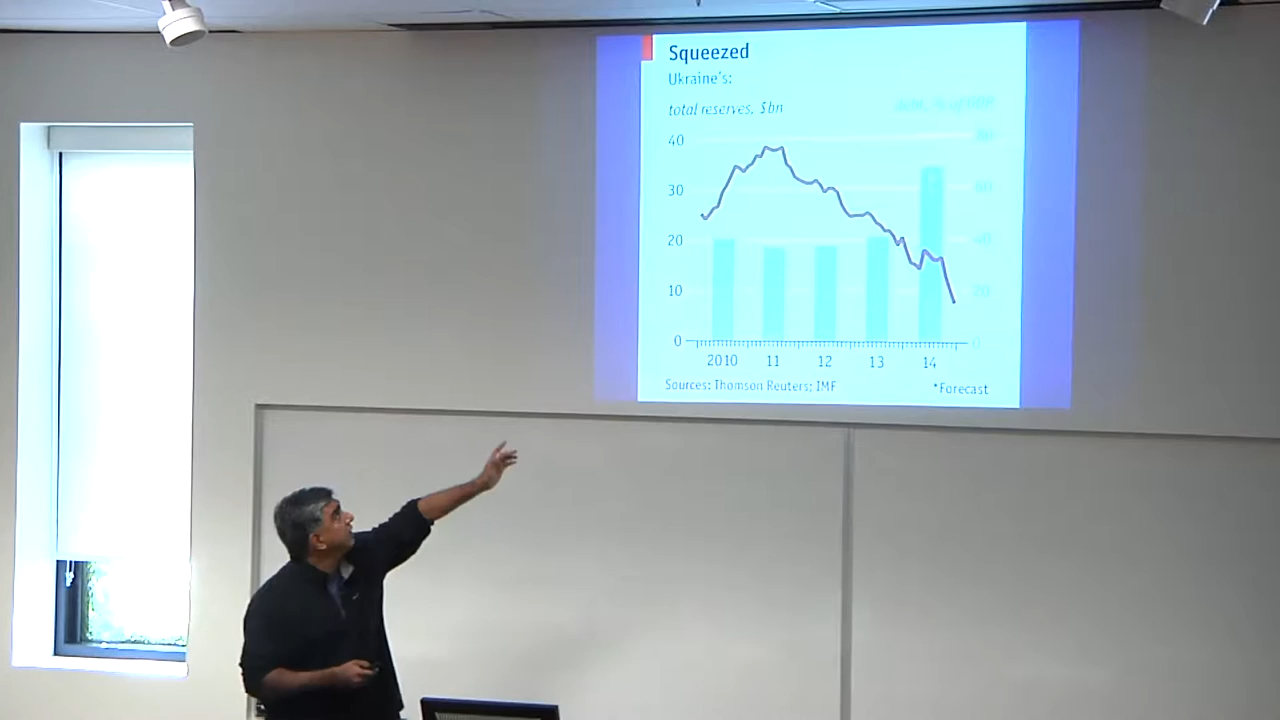 Squeezed
Ukraine's:
total reserves, $bn
40
30
20
10
0
2010 11 12 13 14
Sources: Thomson Reuters; IMF
*Forecast